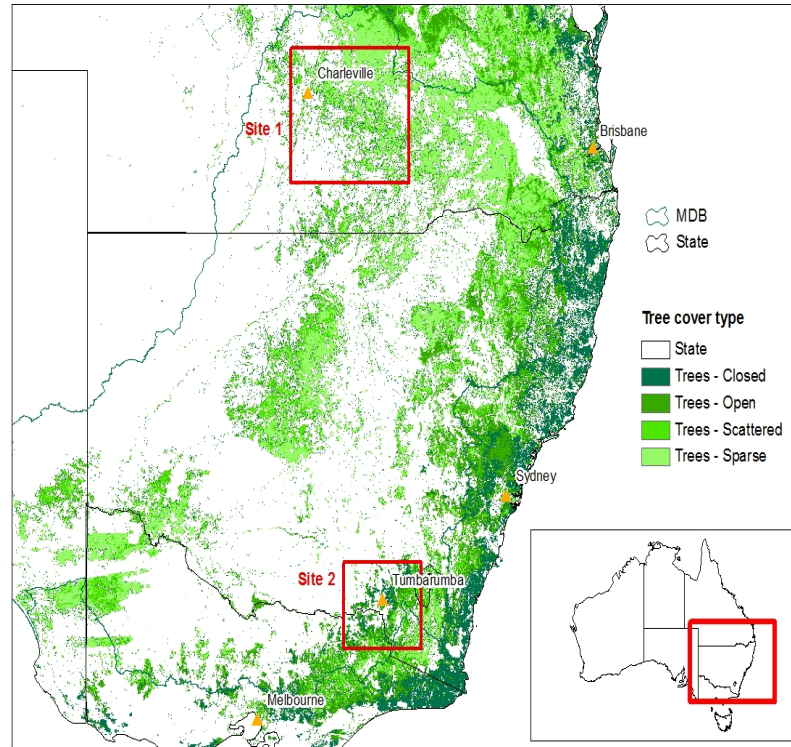 Charleville
Site 1
Brisbane
MDB
State
Tree cover type
State
Trees - Closed
Trees - Open
Trees - Scattered
Trees - Sparse
Sydney
Site 2
Tumbarumba
Melbourne